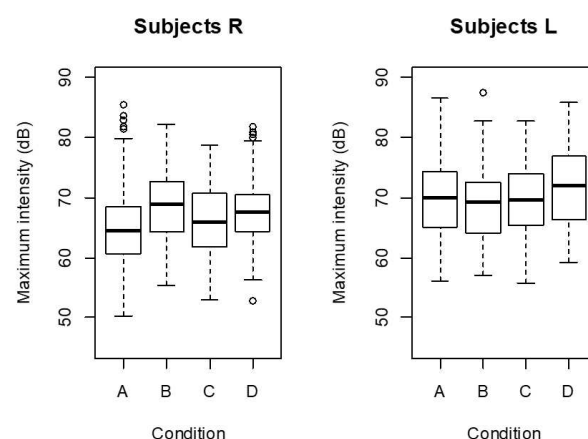 Subjects R
Maximum intensity (dB)
90
80
70
60
50
A B C D
Condition
Subjects L
Maximum intensity (dB)
90
80
70
60
50
A B C D
Condition